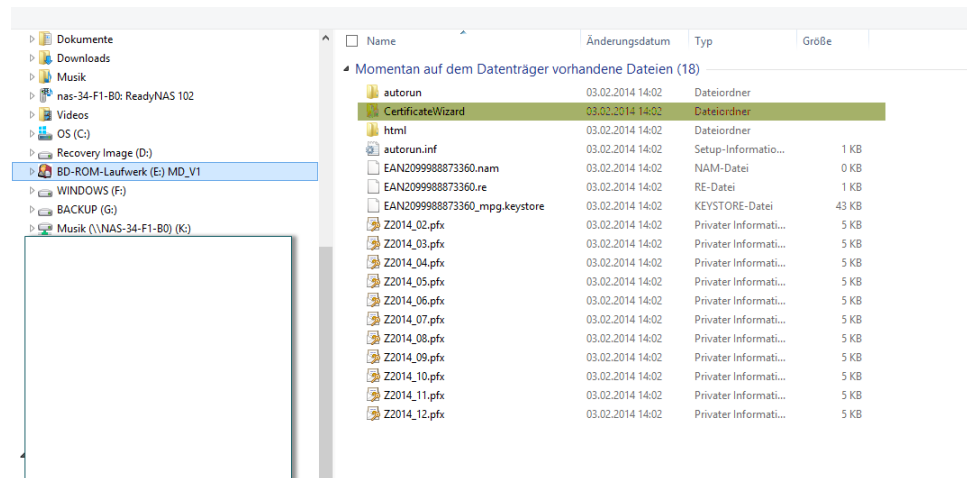 Dokumente
Downloads
Musik
nas-34-F1-B0: ReadyNAS 102
Videos
OS (C:)
Recovery Image (D:)
BD-ROM-Laufwerk (E:) MD_V1
WINDOWS (F:)
BACKUP (G:)
Musik (\\NAS-34-F1-B0) (K:)
Name Änderungsdatum Typ Größe
Momentan auf dem Datenträger vorhandene Dateien (18)
autorun 03.02.2014 14:02 Dateiordner
CertificateWizard 03.02.2014 14:02 Dateiordner
html 03.02.2014 14:02 Dateiordner
autorun.inf 03.02.2014 14:02 Setup-Informatio... 1 KB
EAN2099988873360.nam 03.02.2014 14:02 NAM-Datei 0 KB
EAN2099988873360.re 03.02.2014 14:02 RE-Datei 1 KB
EAN2099988873360_mpg.keystore 03.02.2014 14:02 KEYSTORE-Datei 43 KB
Z2014_02.pfx 03.02.2014 14:02 Privater Informati... 5 KB
Z2014_03.pfx 03.02.2014 14:02 Privater Informati... 5 KB
Z2014_04.pfx 03.02.2014 14:02 Privater Informati... 5 KB
Z2014_05.pfx 03.02.2014 14:02 Privater Informati... 5 KB
Z2014_06.pfx 03.02.2014 14:02 Privater Informati... 5 KB
Z2014_07.pfx 03.02.2014 14:02 Privater Informati... 5 KB
Z2014_08.pfx 03.02.2014 14:02 Privater Informati... 5 KB
Z2014_09.pfx 03.02.2014 14:02 Privater Informati... 5 KB
Z2014_10.pfx 03.02.2014 14:02 Privater Informati... 5 KB
Z2014_11.pfx 03.02.2014 14:02 Privater Informati... 5 KB
Z2014_12.pfx 03.02.2014 14:02 Privater Informati... 5 KB